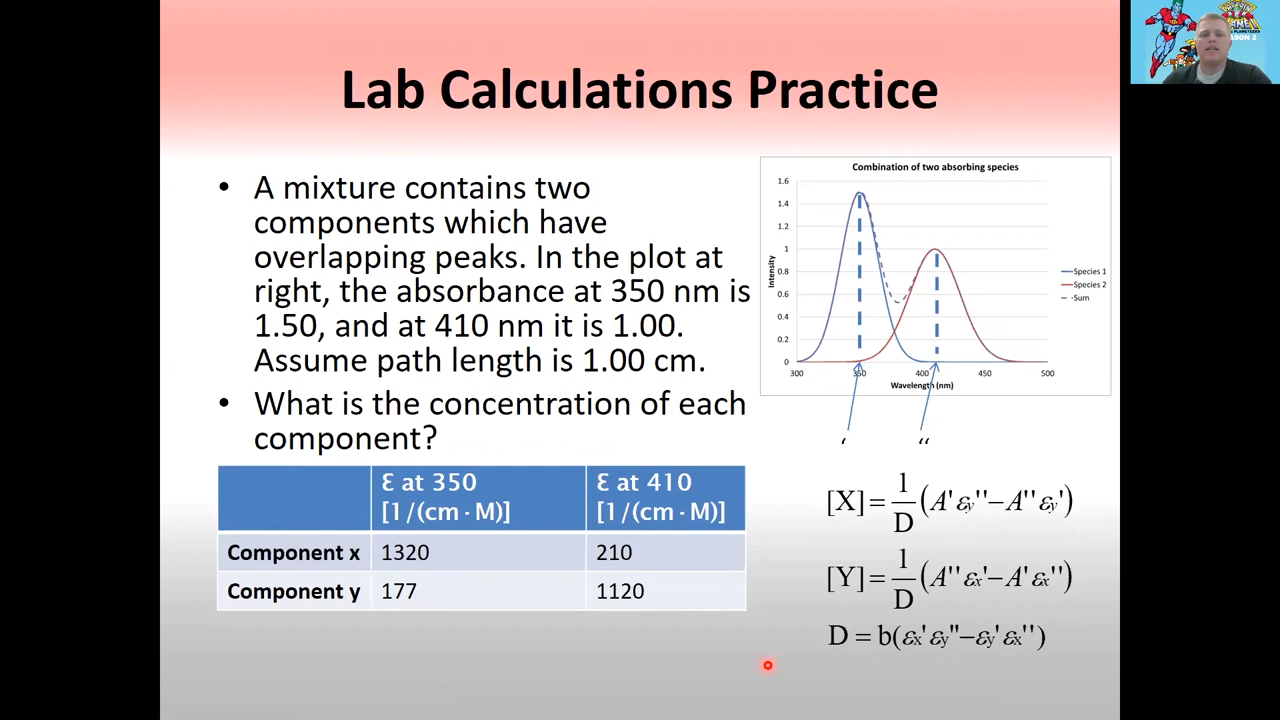 Lab Calculations Practice
• A mixture contains two
components which have
overlapping peaks. In the plot at
right, the absorbance at 350 nm is
1.50, and at 410 nm it is 1.00.
Assume path length is 1.00 cm.
• What is the concentration of each
component?
Ɛ at 350 [1/(cm · M)] Ɛ at 410 [1/(cm · M)]
Component x 1320 210
Component y 177 1120
Combination of two absorbing species
1.6
1.4
1.2
1
0.8
0.6
0.4
0.2
0
Intensity
300 350 400 450 500
Wavelength (nm)
Species 1
Species 2
Sum
‘ “
[X] = 1/D (A' εy'' − A'' εy')
[Y] = 1/D (A'' εx' − A' εx'')
D = b(εx' εy'' − εy' εx'')